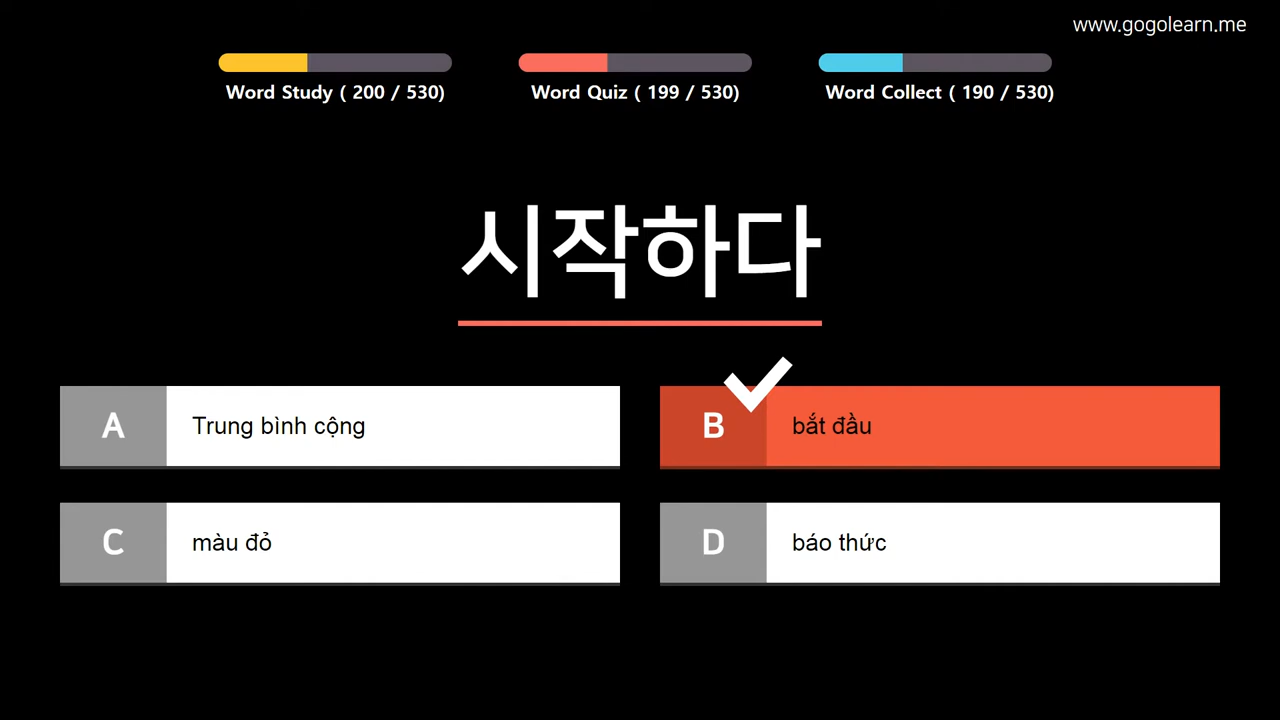 www.gogolearn.me
Word Study ( 200 / 530)
Word Quiz ( 199 / 530)
Word Collect ( 190 / 530)
시작하다
A
Trung bình cộng
B
bắt đầu
C
màu đỏ
D
báo thức